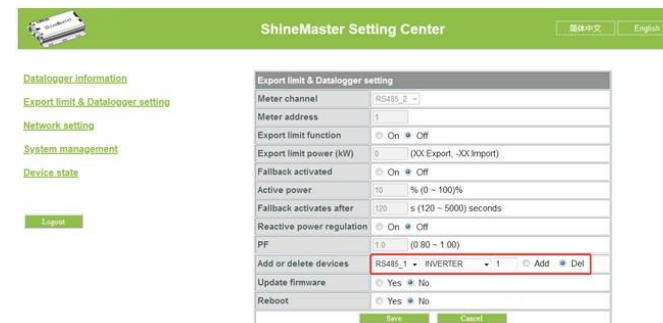 ShineMaster
ShineMaster Setting Center
简体中文
English
Datalogger information
Export limit & Datalogger setting
Network setting
System management
Device state
Logout
Export limit & Datalogger setting
Meter channel RS485_2
Meter address 1
Export limit function On Off
Export limit power (kW) 0 (XX:Export, -XX:Import)
Fallback activated On Off
Active power 10 % (0 ~ 100)%
Fallback activates after 120 s (120 ~ 5000) seconds
Reactive power regulation On Off
PF 1.0 (0.80 ~ 1.00)
Add or delete devices RS485_1 INVERTER 1 Add Del
Update firmware Yes No
Reboot Yes No
Save Cancel